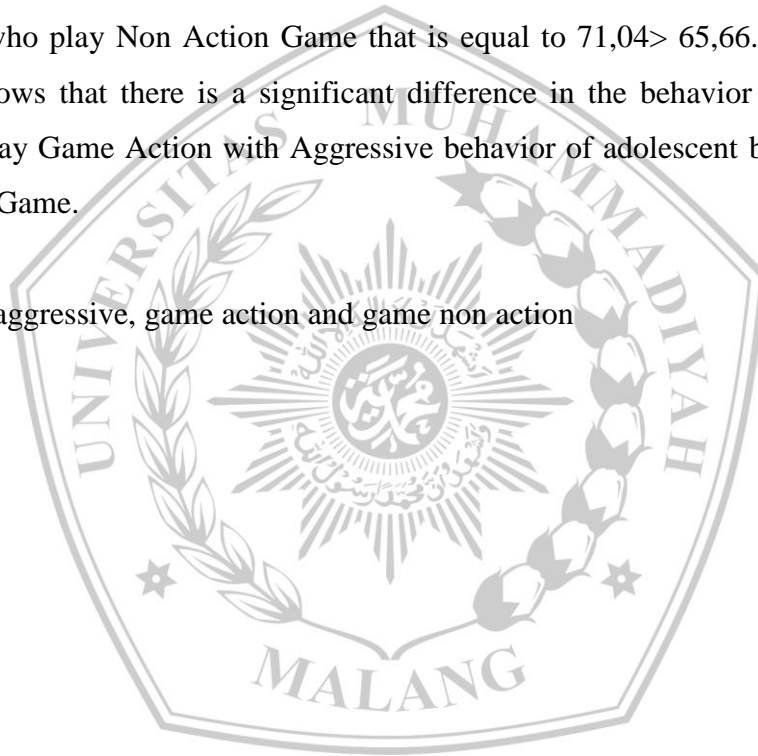 who play Non Action Game that is equal to 71,04> 65,66.
ows that there is a significant difference in the behavior
ay Game Action with Aggressive behavior of adolescent b
Game.
aggressive, game action and game non action
UNIVERSITAS MUHAMMADIYAH
MALANG